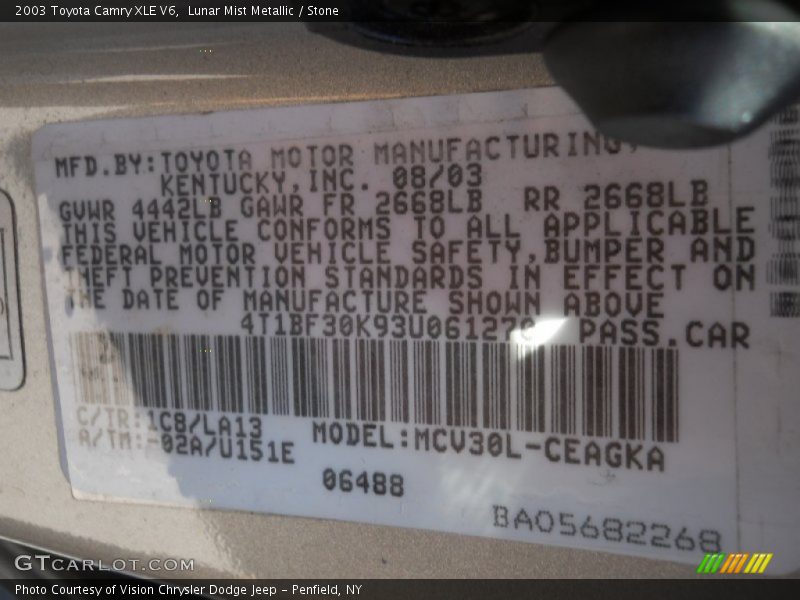 2003 Toyota Camry XLE V6,  Lunar Mist Metallic / Stone
MFD.BY:TOYOTA MOTOR MANUFACTURING,
KENTUCKY,INC. 08/03
GVWR 4442LB GAWR FR 2668LB RR 2668LB
THIS VEHICLE CONFORMS TO ALL APPLICABLE
FEDERAL MOTOR VEHICLE SAFETY,BUMPER AND
THEFT PREVENTION STANDARDS IN EFFECT ON
THE DATE OF MANUFACTURE SHOWN ABOVE
PASS.CAR
C/TR:1C8/LA13
A/TM:-02A/U151E
MODEL:MCV30L-CEAGKA
06488
BA05682268
GTCARLOT.COM
Photo Courtesy of Vision Chrysler Dodge Jeep – Penfield, NY